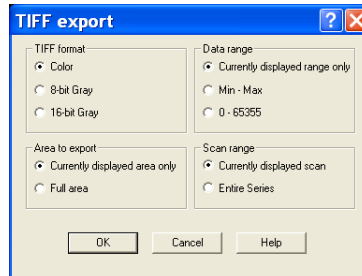 TIFF export
TIFF format
Color
8-bit Gray
16-bit Gray
Data range
Currently displayed range only
Min - Max
0 - 65355
Area to export
Currently displayed area only
Full area
Scan range
Currently displayed scan
Entire Series
OK
Cancel
Help